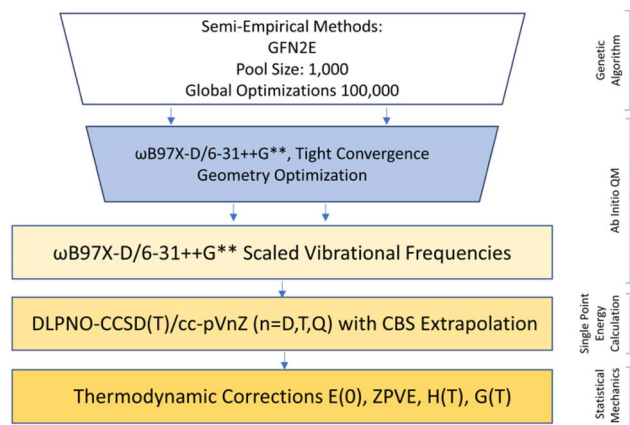 Semi-Empirical Methods:
GFN2E
Pool Size: 1,000
Global Optimizations 100,000
Genetic
Algorithm
ωB97X-D/6-31++G**, Tight Convergence
Geometry Optimization
Ab Initio QM
ωB97X-D/6-31++G** Scaled Vibrational Frequencies
DLPNO-CCSD(T)/cc-pVnZ (n=D,T,Q) with CBS Extrapolation
Single Point
Energy
Calculation
Thermodynamic Corrections E(0), ZPVE, H(T), G(T)
Statistical
Mechanics